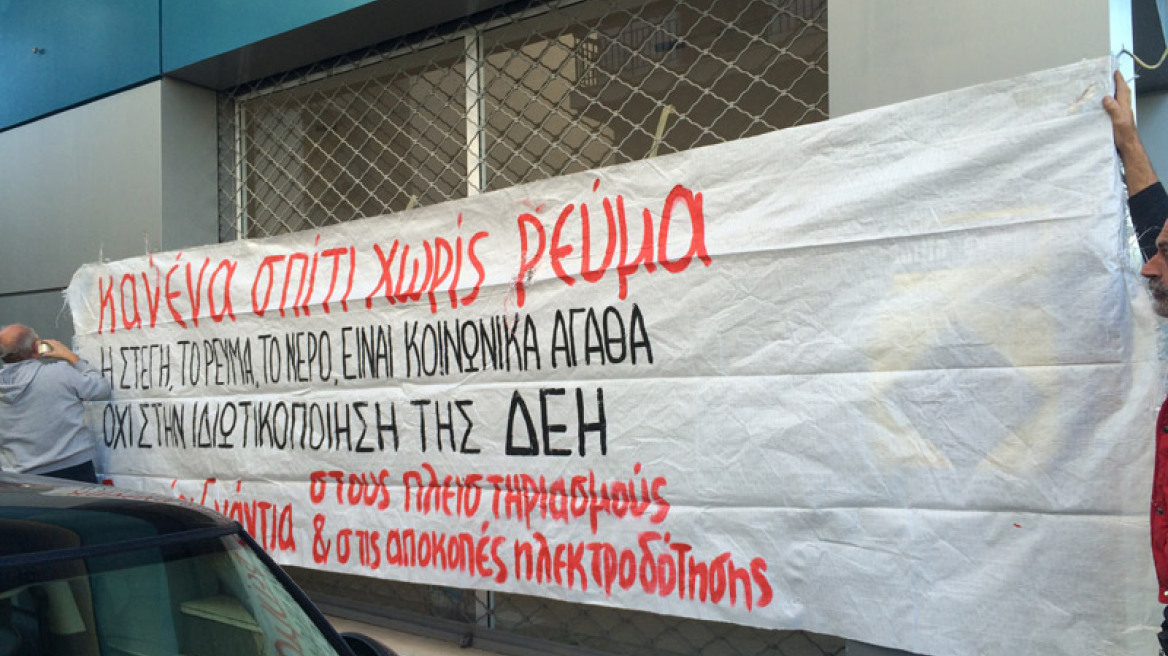 κανένα σπίτι χωρίς ρεύμα
Η ΣΤΕΓΗ, ΤΟ ΡΕΥΜΑ, ΤΟ ΝΕΡΟ, ΕΙΝΑΙ ΚΟΙΝΩΝΙΚΑ ΑΓΑΘΑ
ΟΧΙ ΣΤΗΝ ΙΔΙΩΤΙΚΟΠΟΙΗΣΗ ΤΗΣ ΔΕΗ
στους πλειστηριασμούς
& στις αποκοπές ηλεκτροδότησης